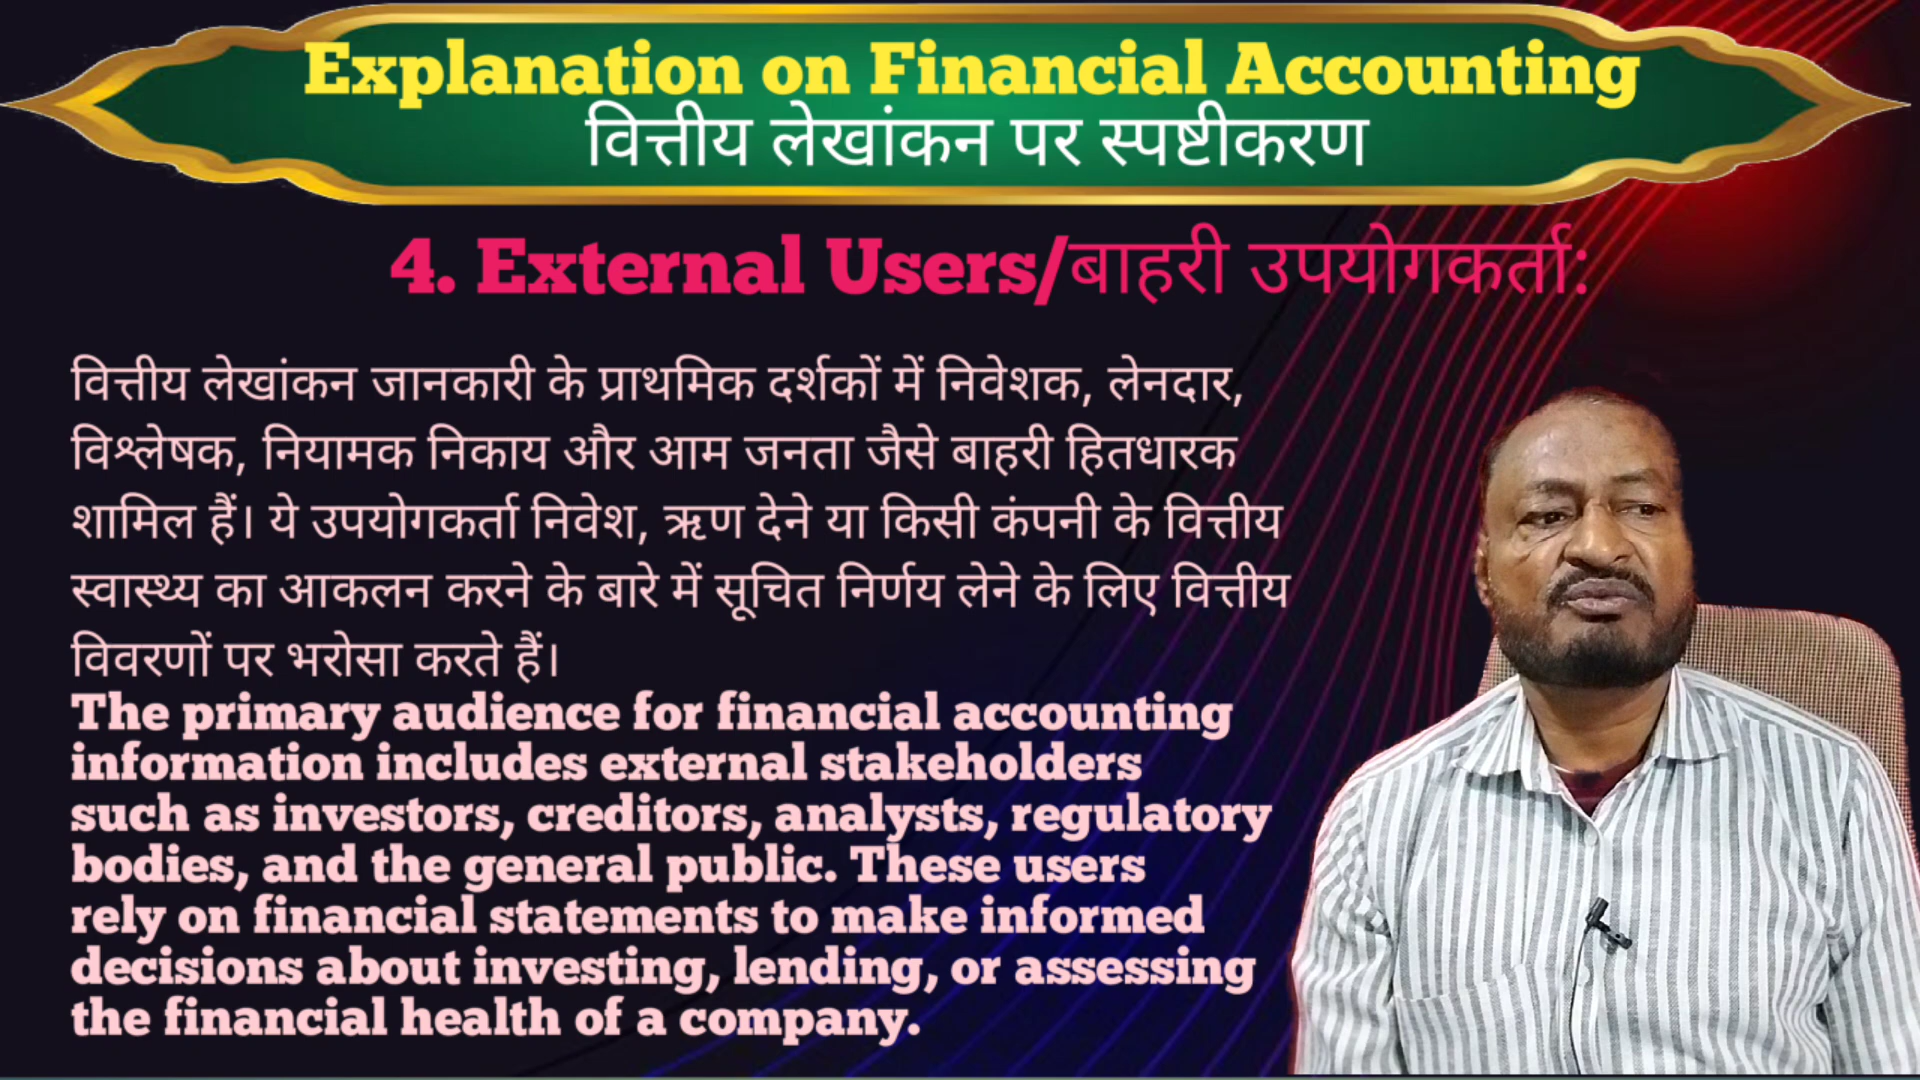 Explanation on Financial Accounting
वित्तीय लेखांकन पर स्पष्टीकरण
4. External Users/बाहरी उपयोगकर्ता:
वित्तीय लेखांकन जानकारी के प्राथमिक दर्शकों में निवेशक, लेनदार,
विश्लेषक, नियामक निकाय और आम जनता जैसे बाहरी हितधारक
शामिल हैं। ये उपयोगकर्ता निवेश, ऋण देने या किसी कंपनी के वित्तीय
स्वास्थ्य का आकलन करने के बारे में सूचित निर्णय लेने के लिए वित्तीय
विवरणों पर भरोसा करते हैं।
The primary audience for financial accounting
information includes external stakeholders
such as investors, creditors, analysts, regulatory
bodies, and the general public. These users
rely on financial statements to make informed
decisions about investing, lending, or assessing
the financial health of a company.